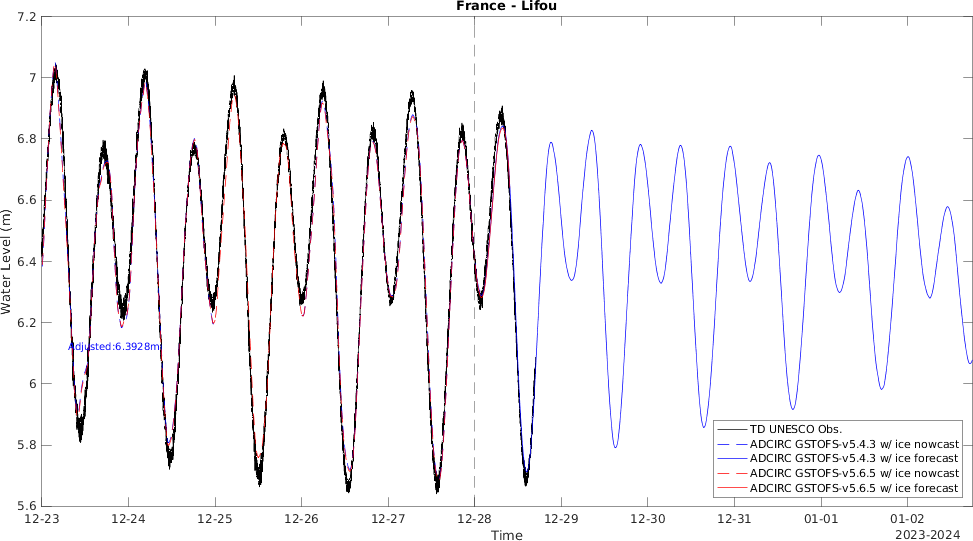 France - Lifou
7.2
7
6.8
6.6
6.4
6.2
6
5.8
5.6
Water Level (m)
Adjusted:6.3928m
TD UNESCO Obs.
ADCIRC GSTOFS-v5.4.3 w/ ice nowcast
ADCIRC GSTOFS-v5.4.3 w/ ice forecast
ADCIRC GSTOFS-v5.6.5 w/ ice nowcast
ADCIRC GSTOFS-v5.6.5 w/ ice forecast
12-23 12-24 12-25 12-26 12-27 12-28 12-29 12-30 12-31 01-01 01-02
Time
2023-2024